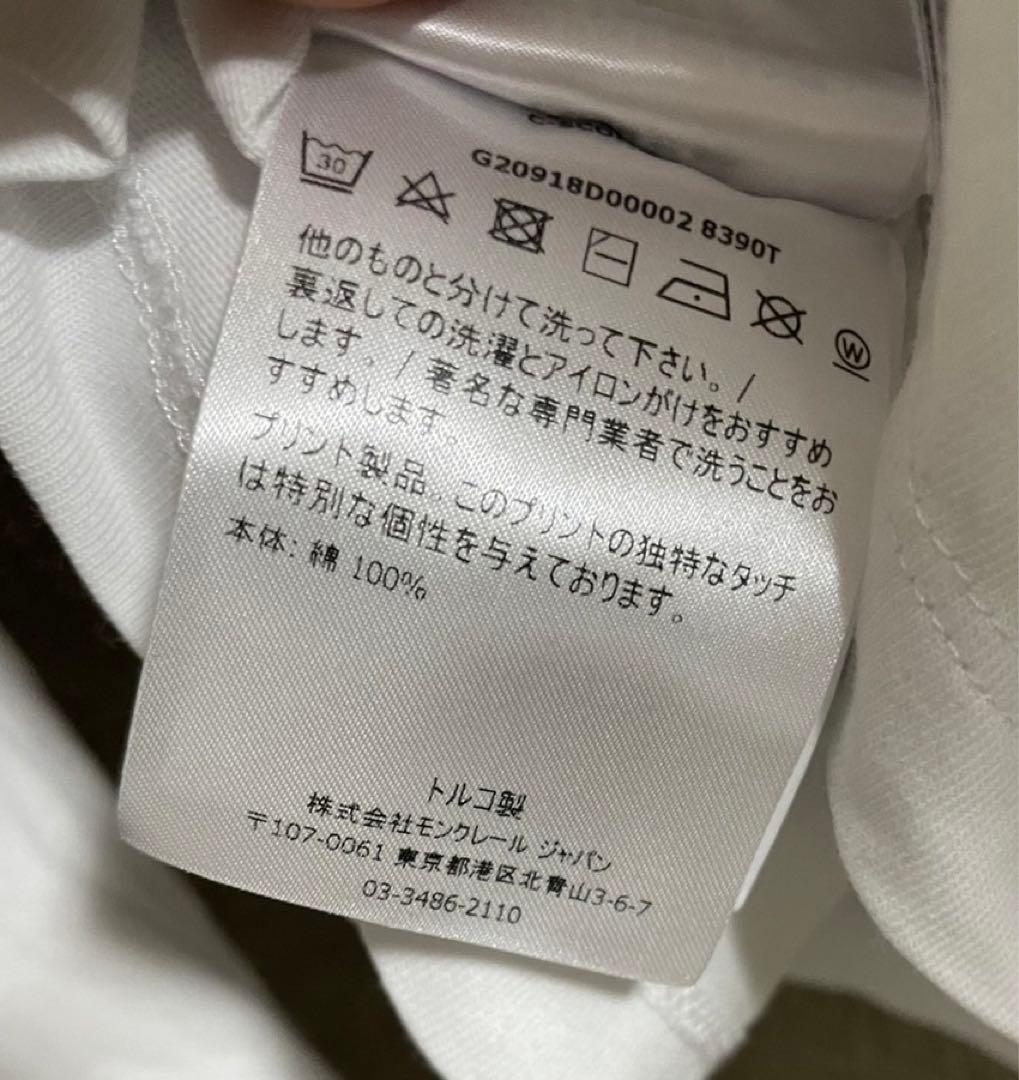 G20918D00002 8390T
30
W
他のものと分けて洗って下さい。/
裏返しての洗濯とアイロンがけをおすすめ
します. / 著名な専門業者で洗うことをお
すすめします。
プリント製品. このプリントの独特なタッチ
は特別な個性を与えております。
本体: 綿 100%
トルコ製
株式会社モンクレール ジャパン
〒107-0061 東京都港区北青山3-6-7
03-3486-2110